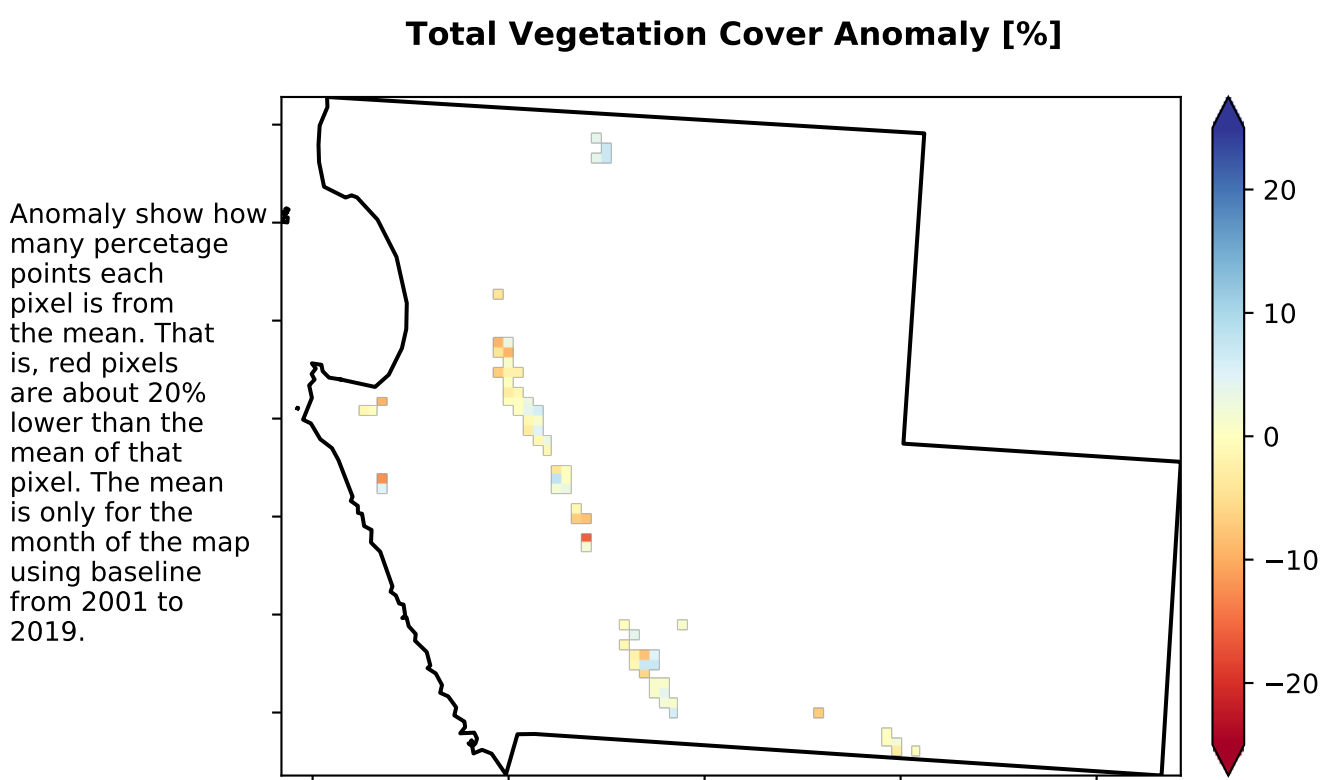 Total Vegetation Cover Anomaly [%]
Anomaly show how
many percetage
points each
pixel is from
the mean. That
is, red pixels
are about 20%
lower than the
mean of that
pixel. The mean
is only for the
month of the map
using baseline
from 2001 to
2019.
20
10
0
−10
−20